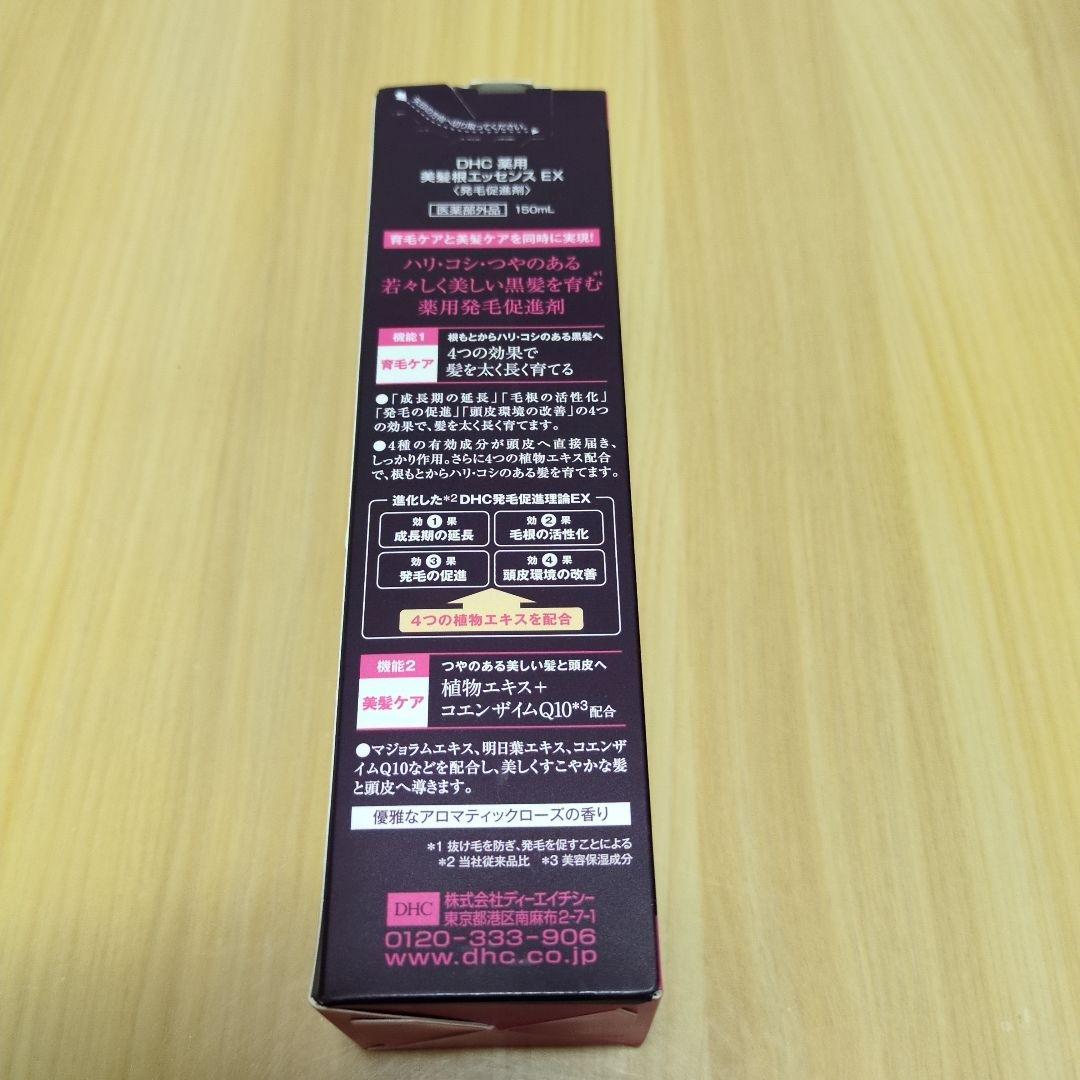 矢印の方向へ切り取ってください。
DHC 薬用
美髪根エッセンス EX
〈発毛促進剤〉
医薬部外品 150mL
育毛ケアと美髪ケアを同時に実現!
ハリ・コシ・つやのある
若々しく美しい黒髪を育む*1
薬用発毛促進剤
機能1 根もとからハリ・コシのある黒髪へ
育毛ケア 4つの効果で
髪を太く長く育てる
●「成長期の延長」「毛根の活性化」
「発毛の促進」「頭皮環境の改善」の4つ
の効果で、髪を太く長く育てます。
●4種の有効成分が頭皮へ直接届き、
しっかり作用。さらに4つの植物エキス配合
で、根もとからハリ・コシのある髪を育てます。
進化した*2DHC発毛促進理論EX
効①果 効②果
成長期の延長 毛根の活性化
効③果 効④果
発毛の促進 頭皮環境の改善
4つの植物エキスを配合
機能2 つやのある美しい髪と頭皮へ
美髪ケア 植物エキス+
コエンザイムQ10*3配合
●マジョラムエキス、明日葉エキス、コエンザ
イムQ10などを配合し、美しくすこやかな髪
と頭皮へ導きます。
優雅なアロマティックローズの香り
*1 抜け毛を防ぎ、発毛を促すことによる
*2 当社従来品比 *3 美容保湿成分
DHC 株式会社ディーエイチシー
東京都港区南麻布2-7-1
0120-333-906
www.dhc.co.jp